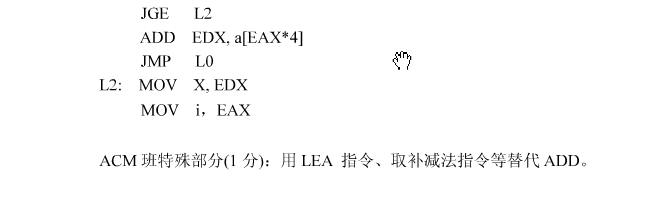 JGE L2
ADD EDX, a[EAX*4]
JMP L0
L2: MOV X, EDX
MOV i，EAX
ACM 班特殊部分(1 分)：用 LEA 指令、取补减法指令等替代 ADD。